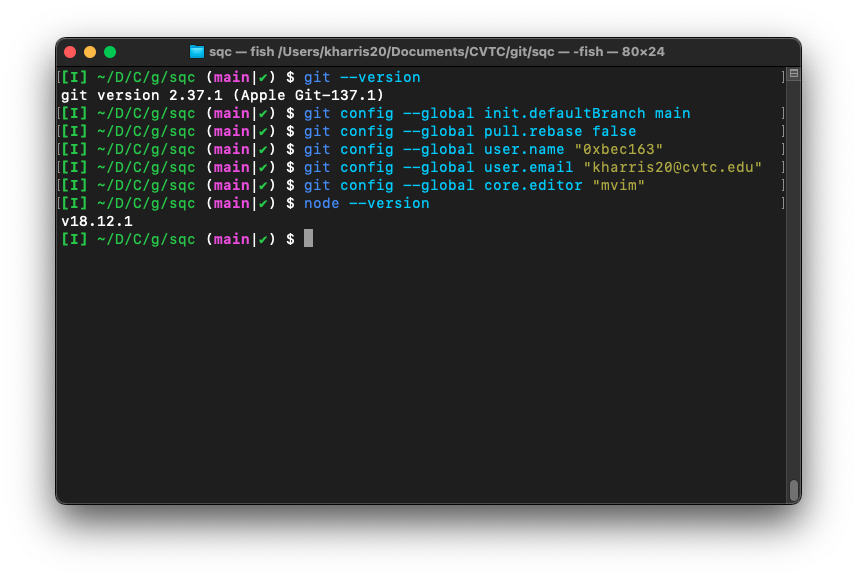 sqc — fish /Users/kharris20/Documents/CVTC/git/sqc — -fish — 80×24
[[I] ~/D/C/g/sqc (main|✔) $ git --version ]
git version 2.37.1 (Apple Git-137.1)
[[I] ~/D/C/g/sqc (main|✔) $ git config --global init.defaultBranch main ]
[[I] ~/D/C/g/sqc (main|✔) $ git config --global pull.rebase false ]
[[I] ~/D/C/g/sqc (main|✔) $ git config --global user.name "0xbec163" ]
[[I] ~/D/C/g/sqc (main|✔) $ git config --global user.email "kharris20@cvtc.edu" ]
[[I] ~/D/C/g/sqc (main|✔) $ git config --global core.editor "mvim" ]
[[I] ~/D/C/g/sqc (main|✔) $ node --version ]
v18.12.1
[I] ~/D/C/g/sqc (main|✔) $